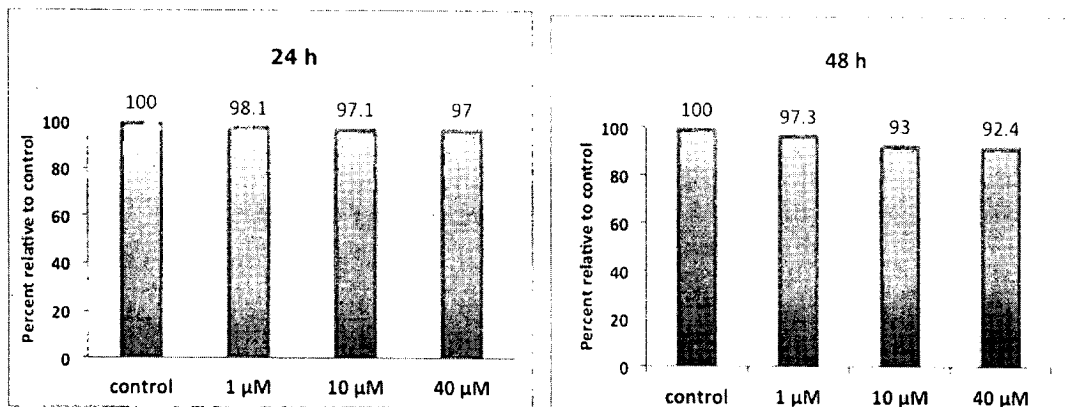 24 h
100
98.1
97.1
97
Percent relative to control
100
80
60
40
20
0
control
1 µM
10 µM
40 µM
48 h
100
97.3
93
92.4
Percent relative to control
100
80
60
40
20
0
control
1 µM
10 µM
40 µM